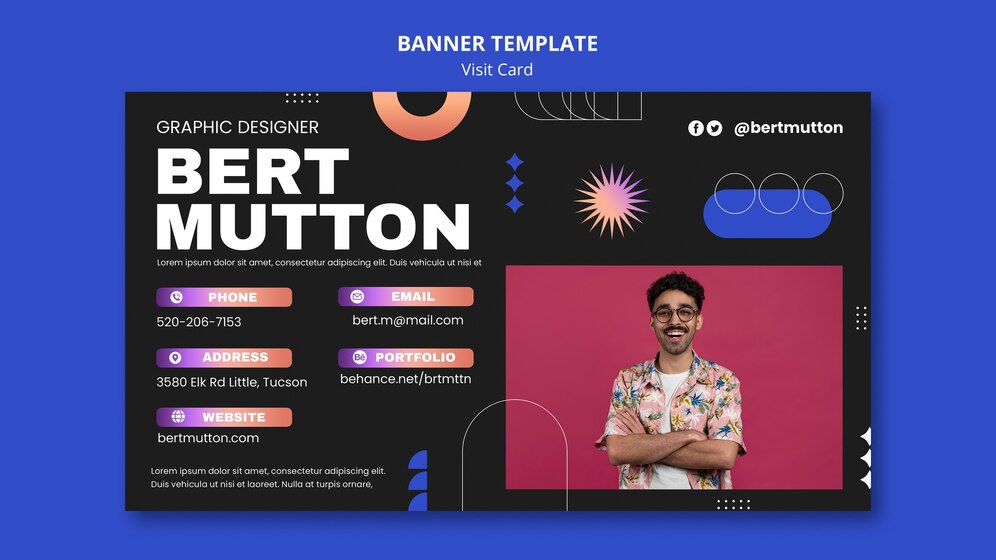 BANNER TEMPLATE
Visit Card
GRAPHIC DESIGNER
@bertmutton
BERT
MUTTON
Lorem ipsum dolor sit amet, consectetur adipiscing elit. Duis vehicula ut nisi et
PHONE
520-206-7153
EMAIL
bert.m@mail.com
ADDRESS
3580 Elk Rd Little, Tucson
Bē PORTFOLIO
behance.net/brtmttn
WEBSITE
bertmutton.com
Lorem ipsum dolor sit amet, consectetur adipiscing elit.
Duis vehicula ut nisi et laoreet. Nulla at turpis ornare,